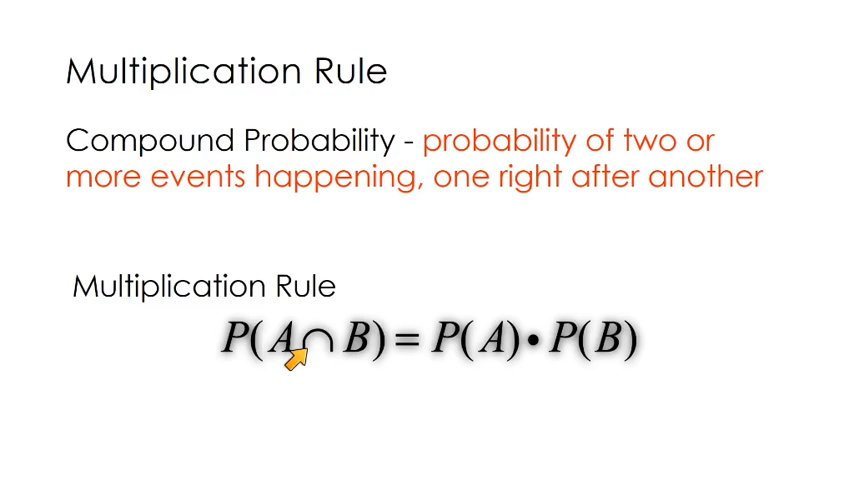 Multiplication Rule
Compound Probability - probability of two or
more events happening, one right after another
Multiplication Rule
P(A ∩ B) = P(A) • P(B)